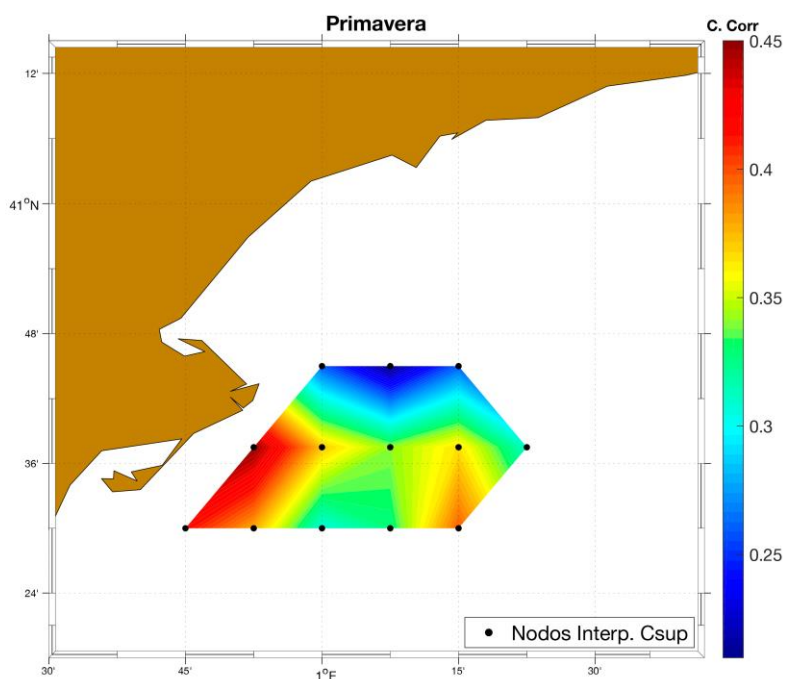 Primavera
C. Corr
0.45
0.4
0.35
0.3
0.25
12'
41°N
48'
36'
24'
30'
45'
1°E
15'
30'
Nodos Interp. Csup